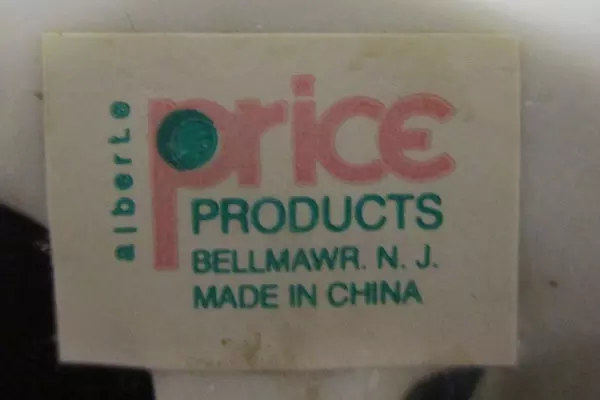 alberto
price
PRODUCTS
BELLMAWR. N. J.
MADE IN CHINA